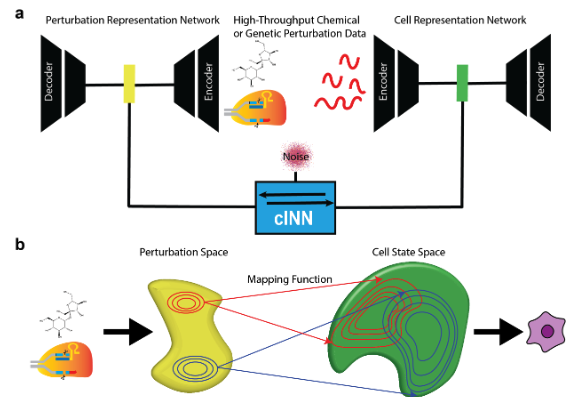 a
Perturbation Representation Network
High-Throughput Chemical
or Genetic Perturbation Data
Cell Representation Network
Decoder
Encoder
Encoder
Decoder
Noise
cINN
b
Perturbation Space
Cell State Space
Mapping Function